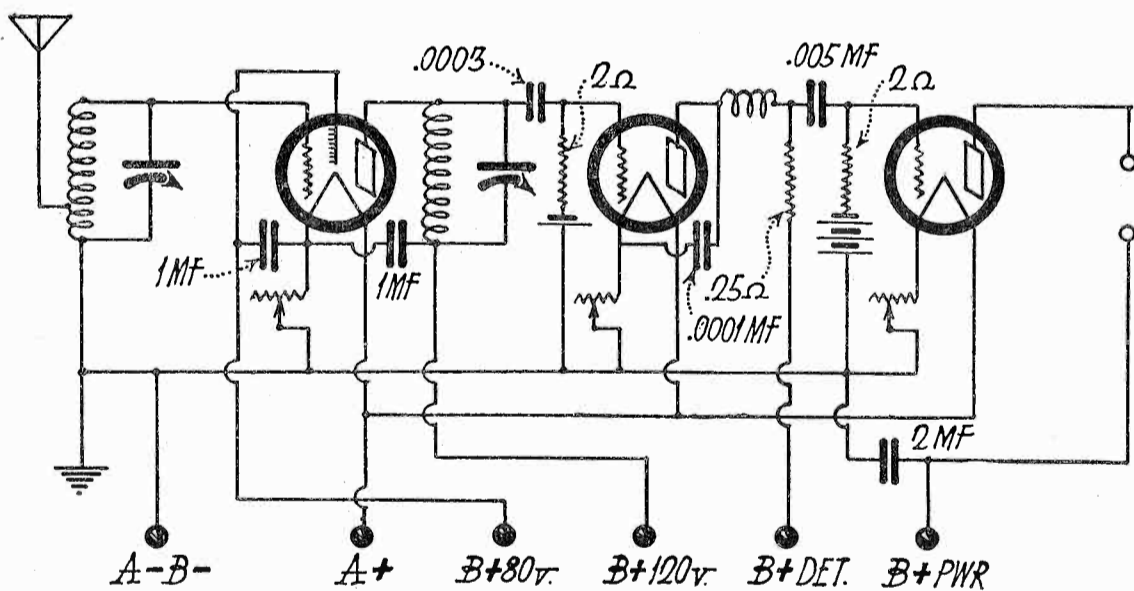 .0003
2Ω
.005 MF
2Ω
1MF
1MF
.25Ω
.0001MF
2 MF
A-B-
A+
B+80v.
B+120v.
B+DET.
B+PWR